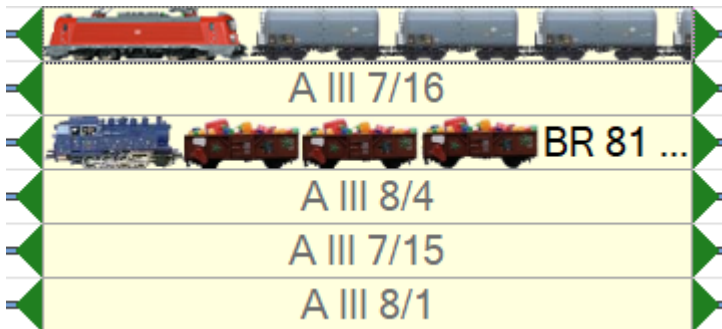 A III 7/16
BR 81 ...
A III 8/4
A III 7/15
A III 8/1